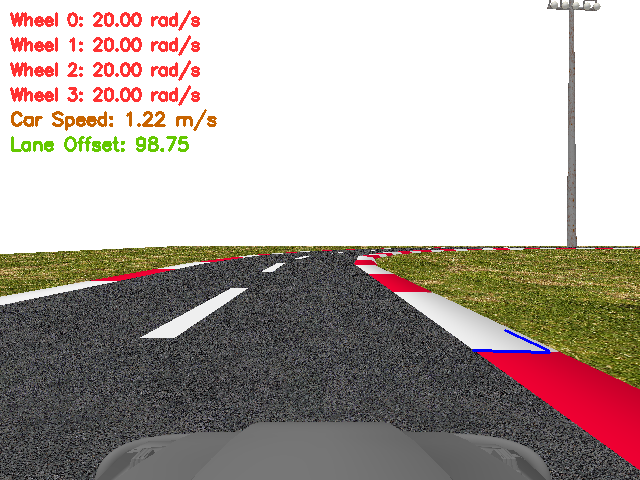 Wheel 0: 20.00 rad/s
Wheel 1: 20.00 rad/s
Wheel 2: 20.00 rad/s
Wheel 3: 20.00 rad/s
Car Speed: 1.22 m/s
Lane Offset: 98.75